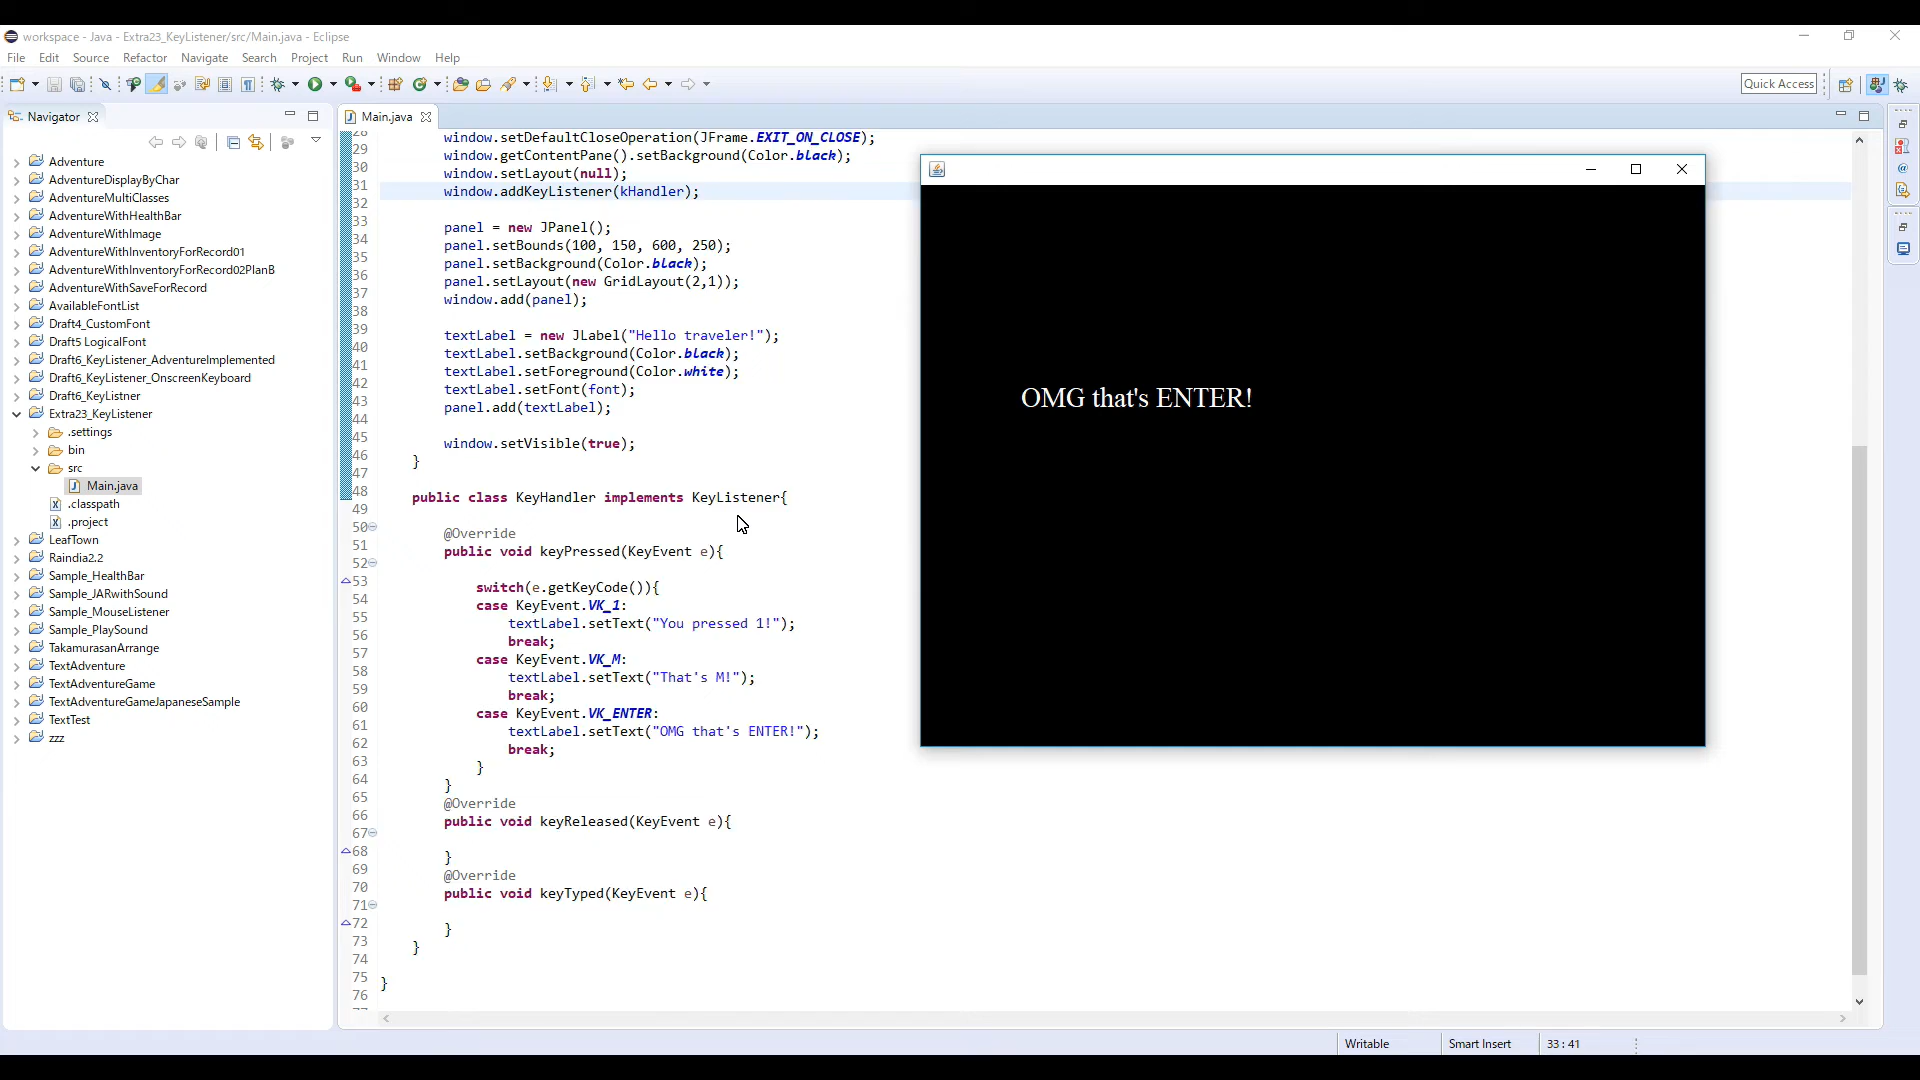 workspace - Java - Extra23_KeyListener/src/Main.java - Eclipse
File Edit Source Refactor Navigate Search Project Run Window Help
Quick Access
Navigator
Adventure
AdventureDisplayByChar
AdventureMultiClasses
AdventureWithHealthBar
AdventureWithImage
AdventureWithInventoryForRecord01
AdventureWithInventoryForRecord02PlanB
AdventureWithSaveForRecord
AvailableFontList
Draft4_CustomFont
Draft5 LogicalFont
Draft6_KeyListener_AdventureImplemented
Draft6_KeyListener_OnscreenKeyboard
Draft6_KeyListner
Extra23_KeyListener
.settings
bin
src
Main.java
.classpath
.project
LeafTown
Raindia2.2
Sample_HealthBar
Sample_JARwithSound
Sample_MouseListener
Sample_PlaySound
TakamurasanArrange
TextAdventure
TextAdventureGame
TextAdventureGameJapaneseSample
TextTest
zzz
Main.java
28
29
30
31
32
33
34
35
36
37
38
39
40
41
42
43
44
45
46
47
48
49
50
51
52
53
54
55
56
57
58
59
60
61
62
63
64
65
66
67
68
69
70
71
72
73
74
75
76
window.setDefaultCloseOperation(JFrame.EXIT_ON_CLOSE);
window.getContentPane().setBackground(Color.black);
window.setLayout(null);
window.addKeyListener(kHandler);
panel = new JPanel();
panel.setBounds(100, 150, 600, 250);
panel.setBackground(Color.black);
panel.setLayout(new GridLayout(2,1));
window.add(panel);
textLabel = new JLabel("Hello traveler!");
textLabel.setBackground(Color.black);
textLabel.setForeground(Color.white);
textLabel.setFont(font);
panel.add(textLabel);
window.setVisible(true);
}
public class KeyHandler implements KeyListener{
@Override
public void keyPressed(KeyEvent e){
switch(e.getKeyCode()){
case KeyEvent.VK_1:
textLabel.setText("You pressed 1!");
break;
case KeyEvent.VK_M:
textLabel.setText("That's M!");
break;
case KeyEvent.VK_ENTER:
textLabel.setText("OMG that's ENTER!");
break;
}
}
@Override
public void keyReleased(KeyEvent e){
}
@Override
public void keyTyped(KeyEvent e){
}
}
}
OMG that's ENTER!
Writable Smart Insert 33 : 41